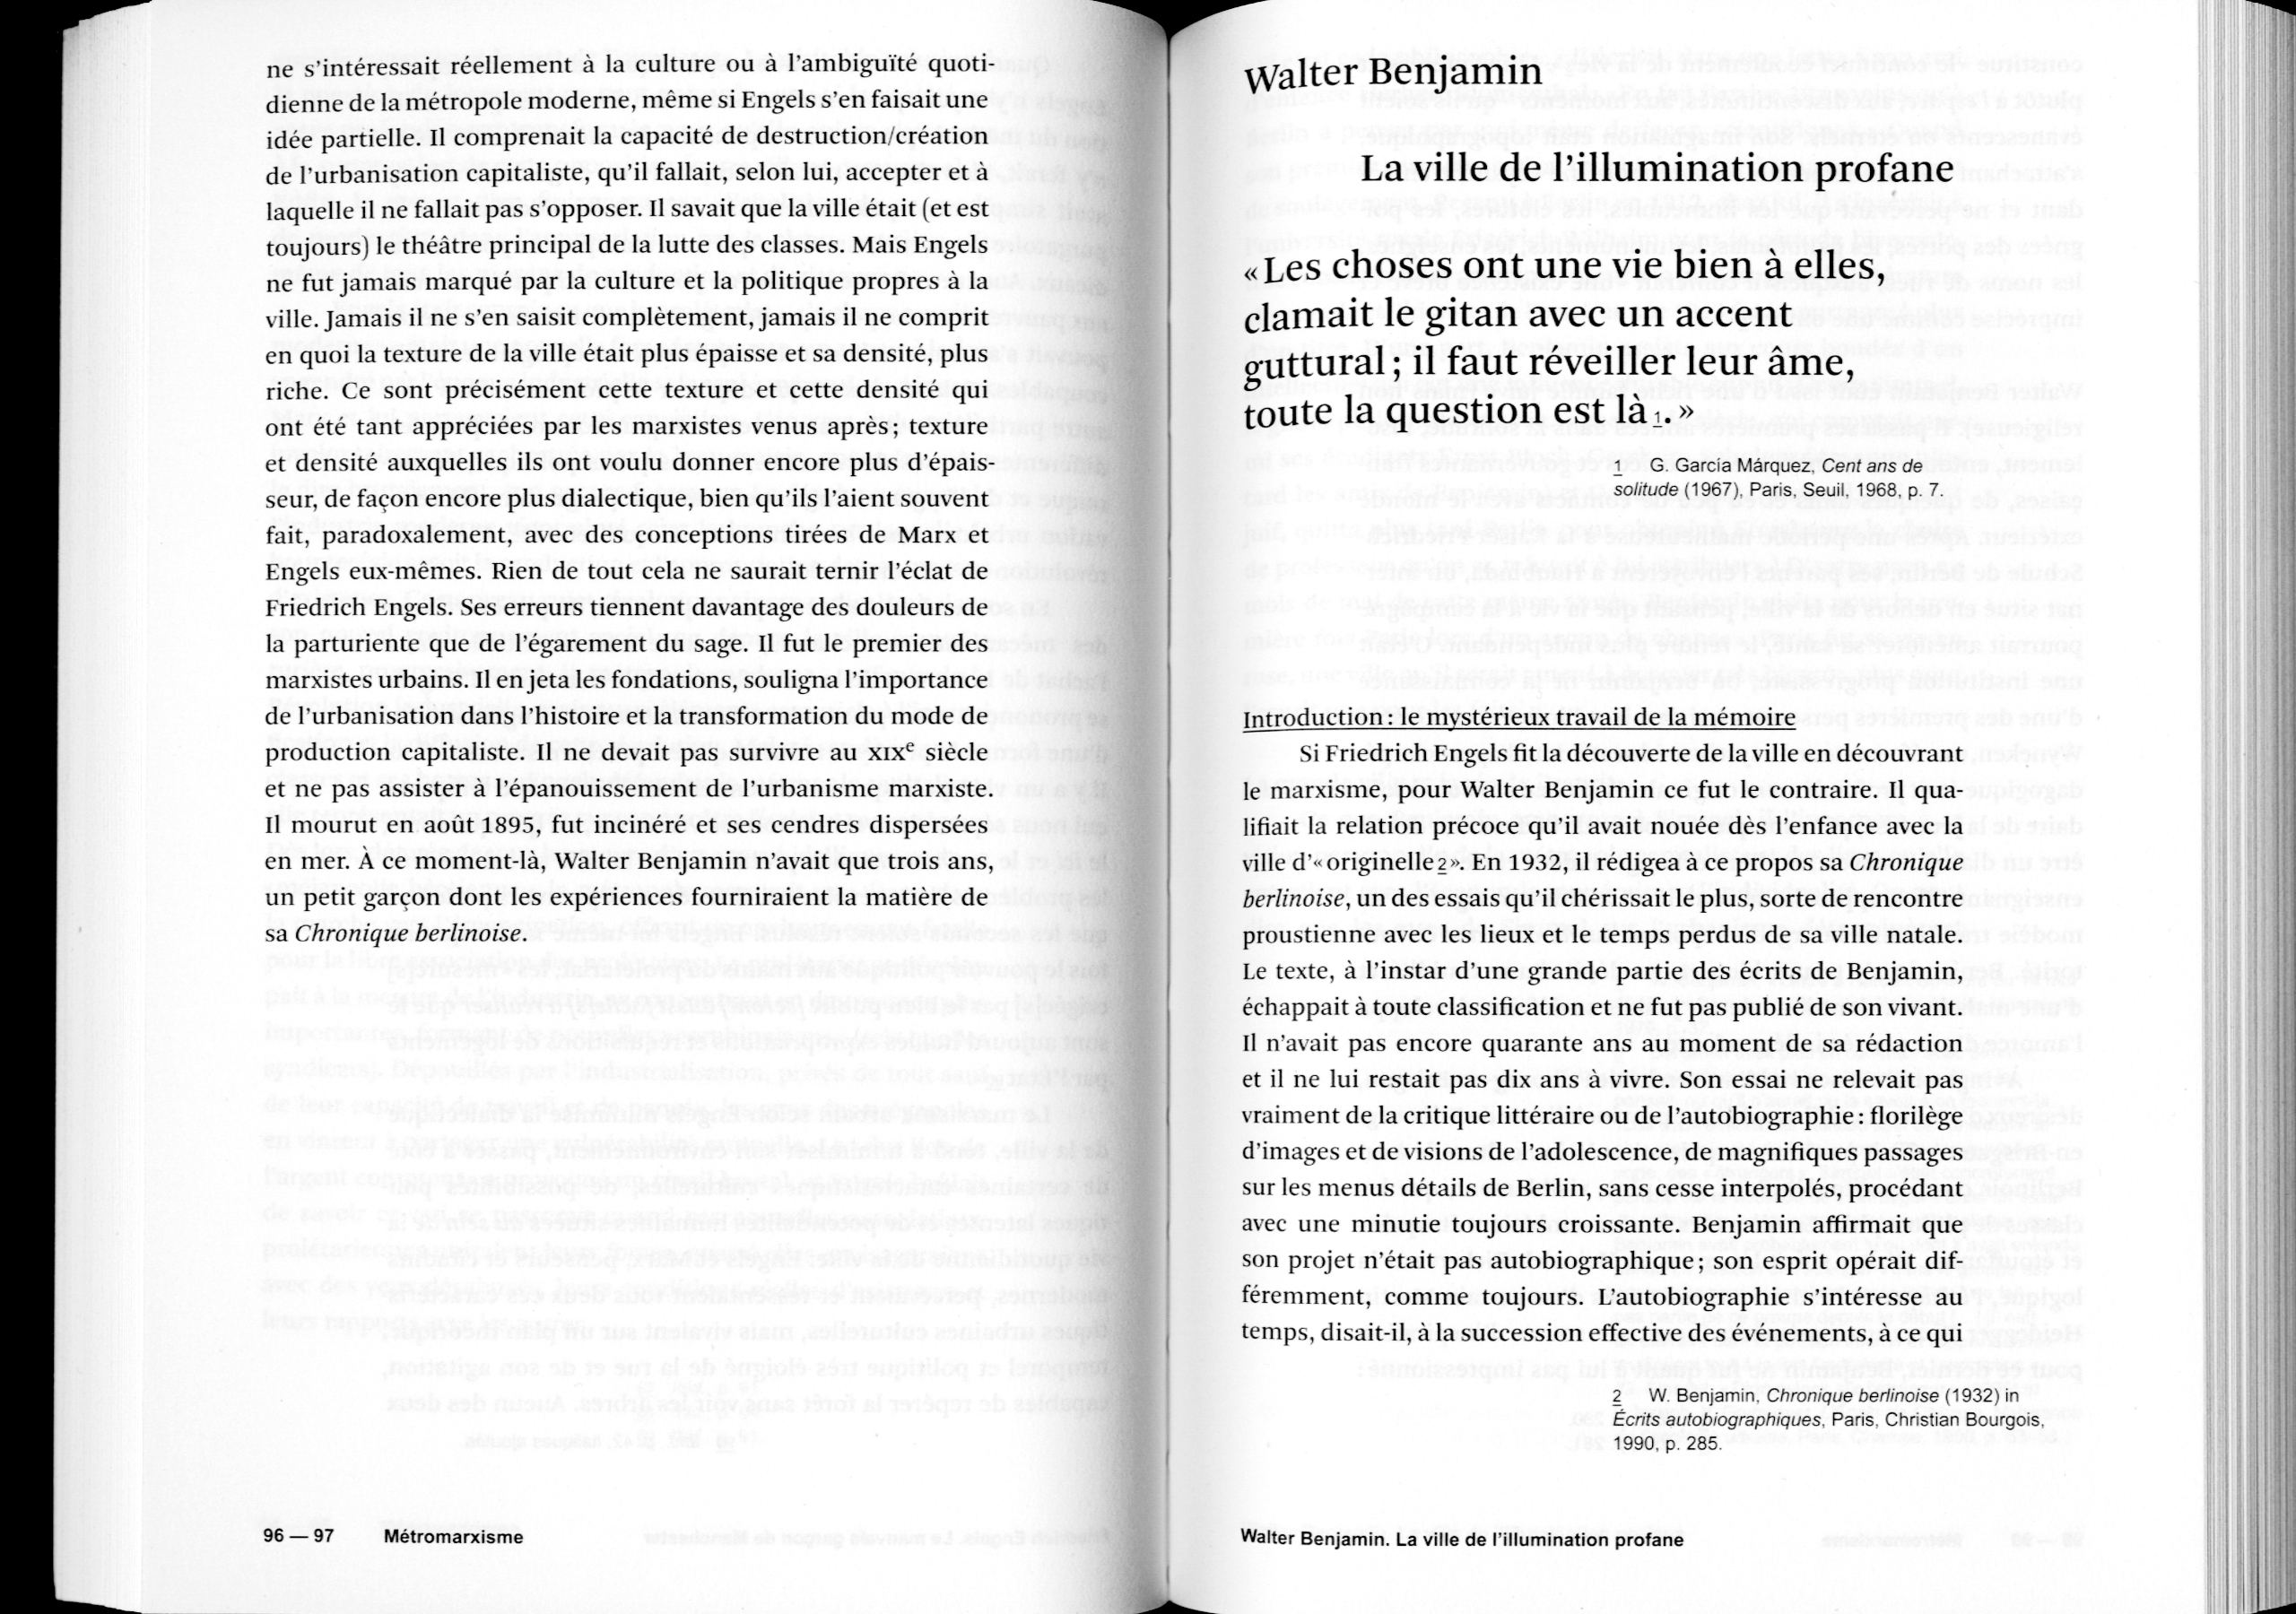 ne s’intéressait réellement à la culture ou à l’ambiguïté quoti-
dienne de la métropole moderne, même si Engels s’en faisait une
idée partielle. Il comprenait la capacité de destruction/création
de l’urbanisation capitaliste, qu’il fallait, selon lui, accepter et à
laquelle il ne fallait pas s’opposer. Il savait que la ville était (et est
toujours) le théâtre principal de la lutte des classes. Mais Engels
ne fut jamais marqué par la culture et la politique propres à la
ville. Jamais il ne s’en saisit complètement, jamais il ne comprit
en quoi la texture de la ville était plus épaisse et sa densité, plus
riche. Ce sont précisément cette texture et cette densité qui
ont été tant appréciées par les marxistes venus après ; texture
et densité auxquelles ils ont voulu donner encore plus d’épais-
seur, de façon encore plus dialectique, bien qu’ils l’aient souvent
fait, paradoxalement, avec des conceptions tirées de Marx et
Engels eux-mêmes. Rien de tout cela ne saurait ternir l’éclat de
Friedrich Engels. Ses erreurs tiennent davantage des douleurs de
la parturiente que de l’égarement du sage. Il fut le premier des
marxistes urbains. Il en jeta les fondations, souligna l’importance
de l’urbanisation dans l’histoire et la transformation du mode de
production capitaliste. Il ne devait pas survivre au XIXe siècle
et ne pas assister à l’épanouissement de l’urbanisme marxiste.
Il mourut en août 1895, fut incinéré et ses cendres dispersées
en mer. À ce moment-là, Walter Benjamin n’avait que trois ans,
un petit garçon dont les expériences fourniraient la matière de
sa Chronique berlinoise.
96 — 97 Métromarxisme
Walter Benjamin
La ville de l’illumination profane
« Les choses ont une vie bien à elles,
clamait le gitan avec un accent
guttural ; il faut réveiller leur âme,
toute la question est là 1. »
1 G. García Márquez, Cent ans de
solitude (1967), Paris, Seuil, 1968, p. 7.
Introduction : le mystérieux travail de la mémoire
Si Friedrich Engels fit la découverte de la ville en découvrant
le marxisme, pour Walter Benjamin ce fut le contraire. Il qua-
lifiait la relation précoce qu’il avait nouée dès l’enfance avec la
ville d’« originelle 2 ». En 1932, il rédigea à ce propos sa Chronique
berlinoise, un des essais qu’il chérissait le plus, sorte de rencontre
proustienne avec les lieux et le temps perdus de sa ville natale.
Le texte, à l’instar d’une grande partie des écrits de Benjamin,
échappait à toute classification et ne fut pas publié de son vivant.
Il n’avait pas encore quarante ans au moment de sa rédaction
et il ne lui restait pas dix ans à vivre. Son essai ne relevait pas
vraiment de la critique littéraire ou de l’autobiographie : florilège
d’images et de visions de l’adolescence, de magnifiques passages
sur les menus détails de Berlin, sans cesse interpolés, procédant
avec une minutie toujours croissante. Benjamin affirmait que
son projet n’était pas autobiographique ; son esprit opérait dif-
féremment, comme toujours. L’autobiographie s’intéresse au
temps, disait-il, à la succession effective des événements, à ce qui
2 W. Benjamin, Chronique berlinoise (1932) in
Écrits autobiographiques, Paris, Christian Bourgois,
1990, p. 285.
Walter Benjamin. La ville de l’illumination profane